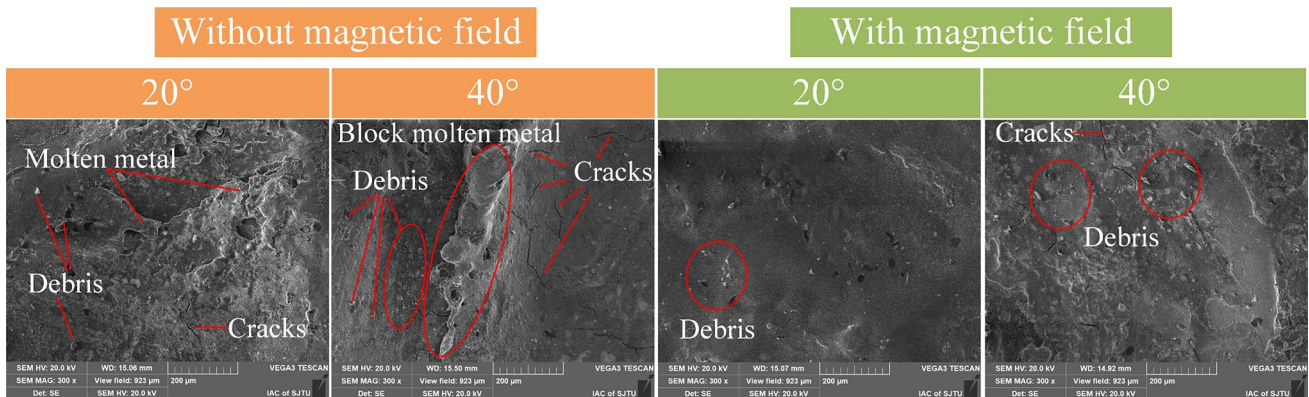 Without magnetic field
With magnetic field
20°
40°
20°
40°
Molten metal
Debris
Cracks
SEM HV: 20.0 kV WD: 15.06 mm VEGA3 TESCAN
SEM MAG: 300 x View field: 923 µm 200 µm
Det: SE SEM HV: 20.0 kV IAC of SJTU
Block molten metal
Debris
Cracks
SEM HV: 20.0 kV WD: 15.50 mm VEGA3 TESCAN
SEM MAG: 300 x View field: 923 µm 200 µm
Det: SE SEM HV: 20.0 kV IAC of SJTU
Debris
SEM HV: 20.0 kV WD: 15.07 mm VEGA3 TESCAN
SEM MAG: 300 x View field: 923 µm 200 µm
Det: SE SEM HV: 20.0 kV IAC of SJTU
Cracks
Debris
SEM HV: 20.0 kV WD: 14.92 mm VEGA3 TESCAN
SEM MAG: 300 x View field: 923 µm 200 µm
Det: SE SEM HV: 20.0 kV IAC of SJTU